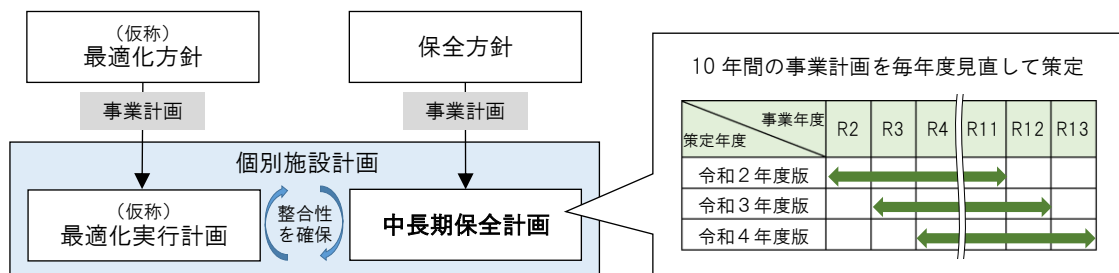 (仮称)
最適化方針
保全方針
事業計画
事業計画
個別施設計画
(仮称)
最適化実行計画
整合性
を確保
中長期保全計画
10年間の事業計画を毎年度見直して策定
事業年度
策定年度
R2 R3 R4 R11 R12 R13
令和2年度版
令和3年度版
令和4年度版